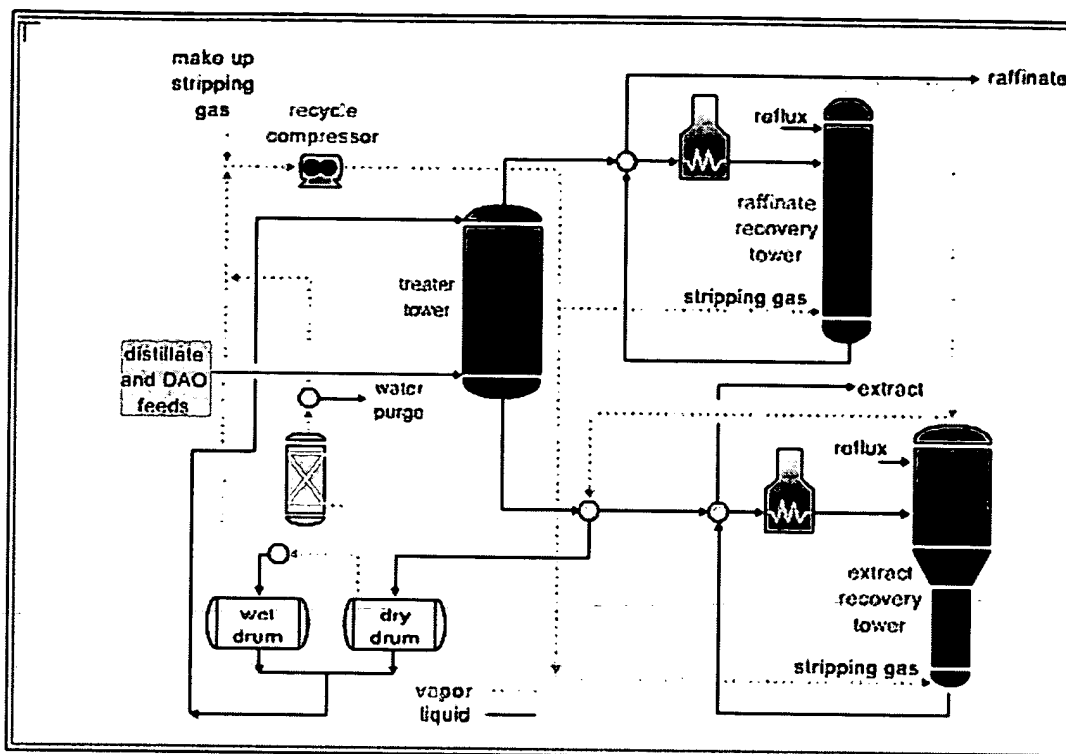 make up
stripping
gas
recycle
compressor
raffinate
reflux
raffinate
recovery
tower
treater
tower
stripping gas
distillate
and DAO
feeds
water
purge
extract
reflux
extract
recovery
tower
wet
drum
dry
drum
stripping gas
vapor
liquid